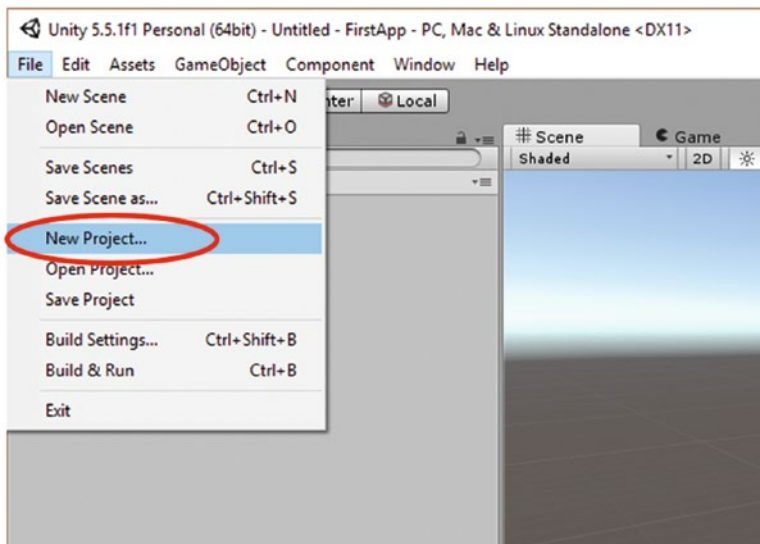 Unity 5.5.1f1 Personal (64bit) - Untitled - FirstApp - PC, Mac & Linux Standalone <DX11>
File Edit Assets GameObject Component Window Help
New Scene Ctrl+N
Local
Open Scene Ctrl+O
Scene Game
Save Scenes Ctrl+S
Shaded 2D
Save Scene as... Ctrl+Shift+S
New Project...
Open Project...
Save Project
Build Settings... Ctrl+Shift+B
Build & Run Ctrl+B
Exit